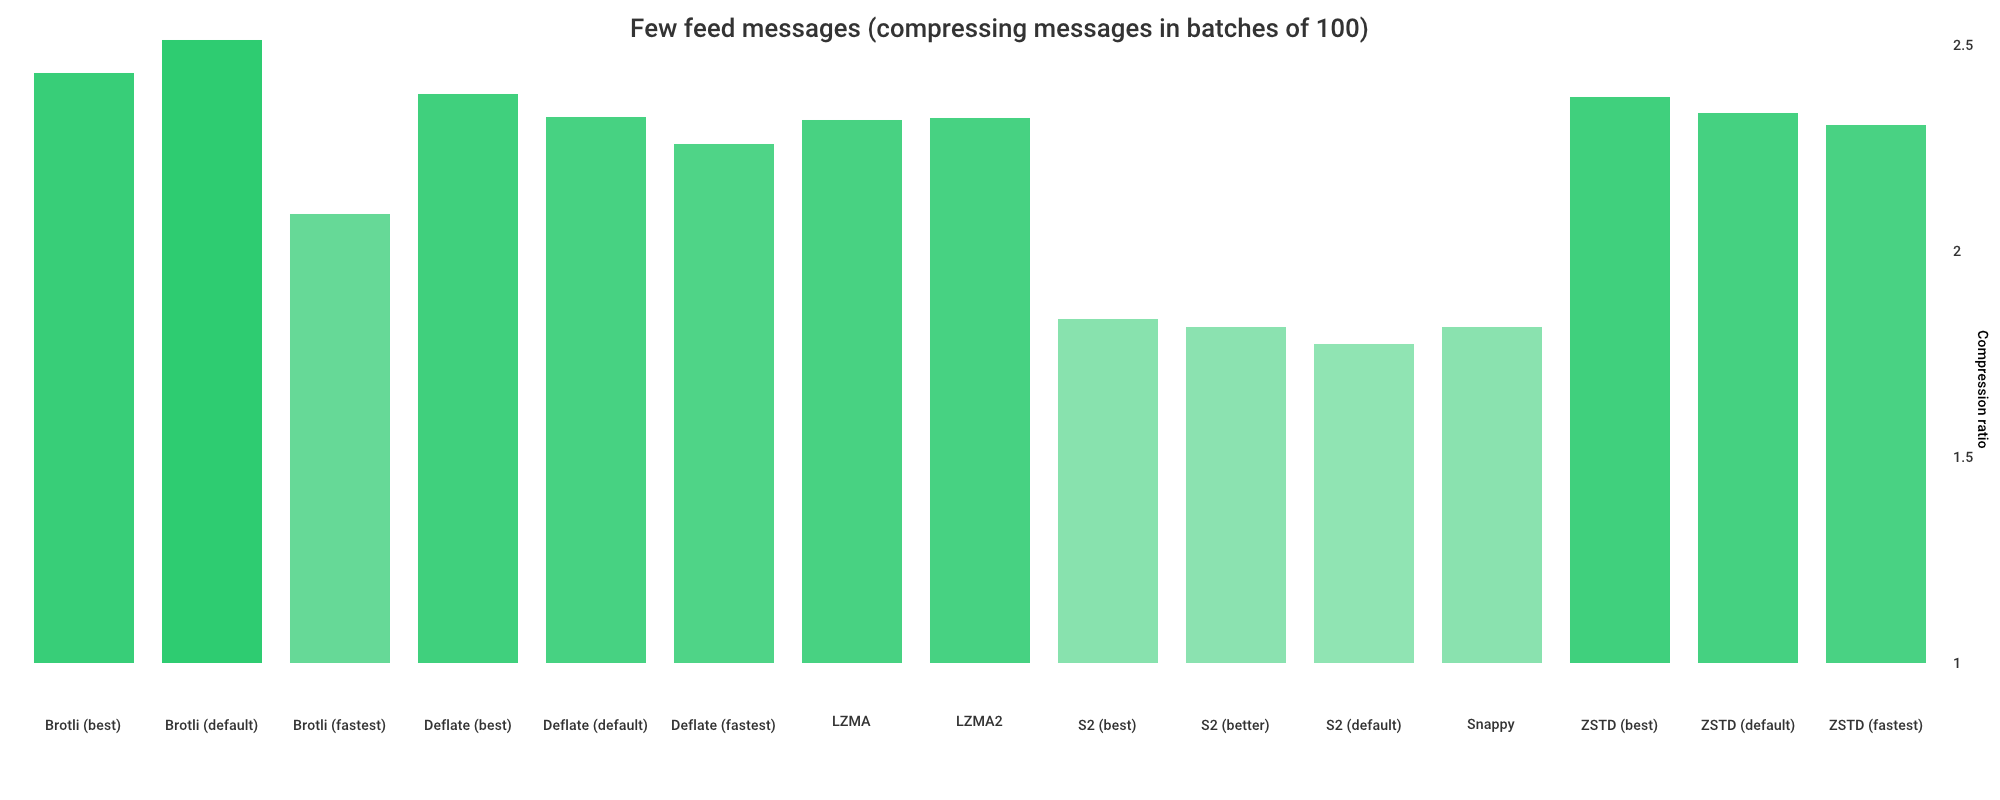 Few feed messages (compressing messages in batches of 100)
2.5
2
1.5
1
Compression ratio
Brotli (best)
Brotli (default)
Brotli (fastest)
Deflate (best)
Deflate (default)
Deflate (fastest)
LZMA
LZMA2
S2 (best)
S2 (better)
S2 (default)
Snappy
ZSTD (best)
ZSTD (default)
ZSTD (fastest)